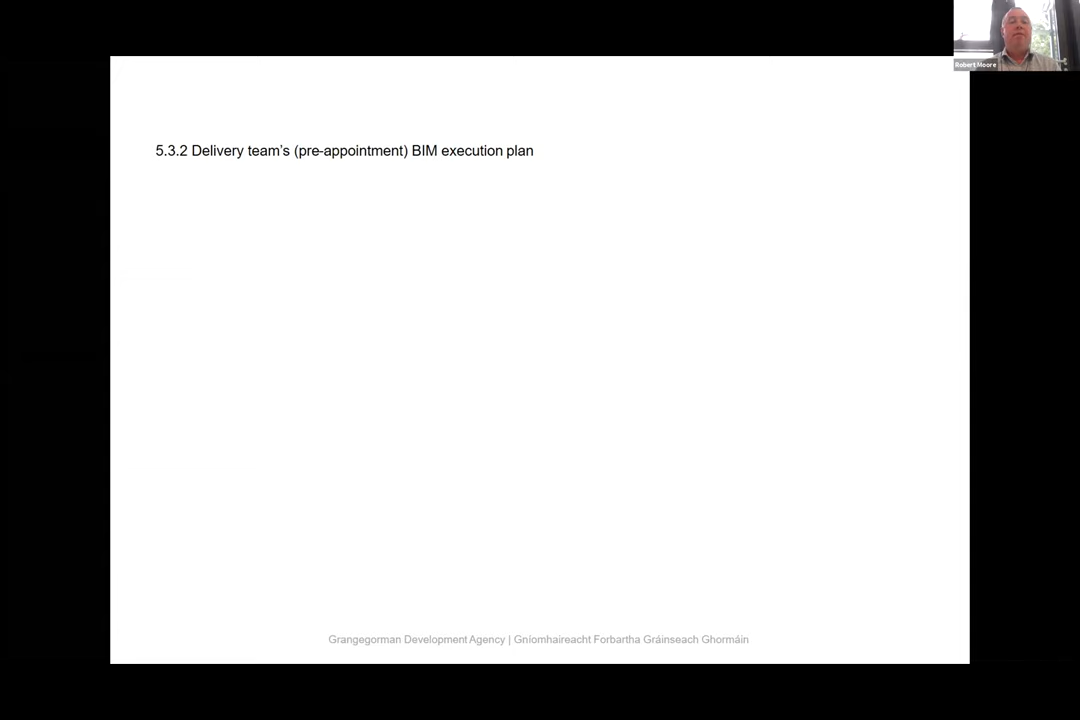 Robert Moore
5.3.2 Delivery team's (pre-appointment) BIM execution plan
Grangegorman Development Agency | Gníomhaireacht Forbartha Gráinseach Ghormáin